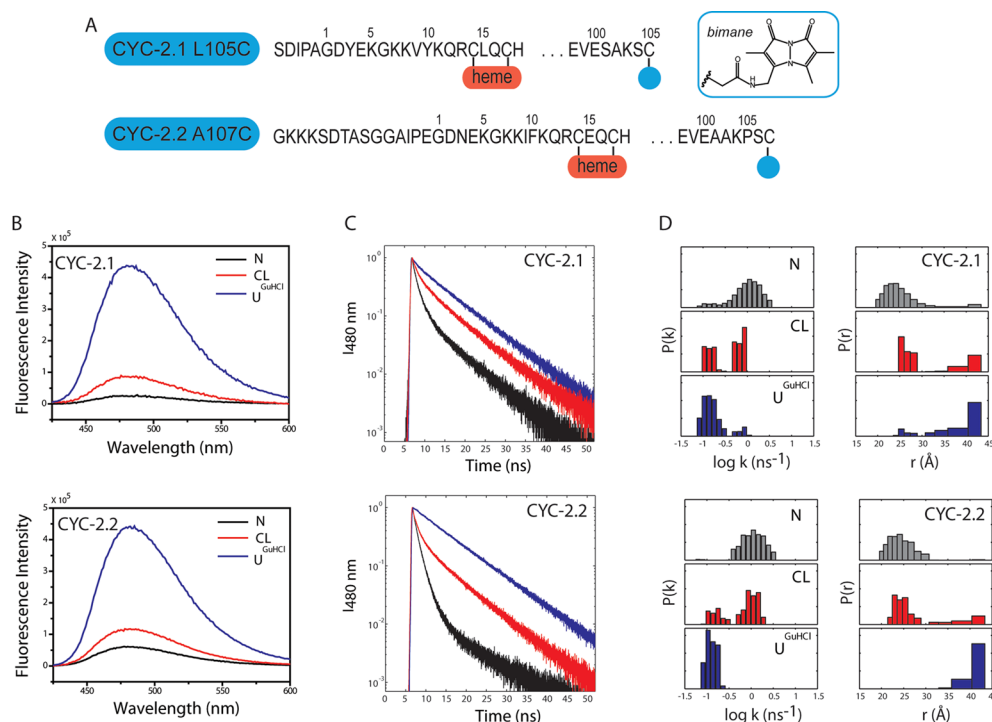 A
CYC-2.1 L105C
1 5 10 15 100 105
SDIPAGDYEKGKKVYKQRCLQCH ... EVESAKSC
heme
bimane
O O O
N N
O
N
H
CYC-2.2 A107C
1 5 10 15 100 105
GKKKSDTASGGAIPEGDNEKGKKIFKQRCEQCH ... EVEAAKPSC
heme
B
x 10⁵
CYC-2.1
N
CL
U GuHCl
Fluorescence Intensity
5
4
3
2
1
0
450 500 550 600
Wavelength (nm)
C
CYC-2.1
I480 nm
10⁰
10⁻¹
10⁻²
10⁻³
0 5 10 15 20 25 30 35 40 45 50
Time (ns)
D
N
CL
U GuHCl
P(k)
-1.5 -1 -0.5 0 0.5 1 1.5
log k (ns⁻¹)
CYC-2.1
P(r)
15 20 25 30 35 40 45
r (Å)
x 10⁵
CYC-2.2
N
CL
U GuHCl
Fluorescence Intensity
5
4
3
2
1
0
450 500 550 600
Wavelength (nm)
CYC-2.2
I480 nm
10⁰
10⁻¹
10⁻²
10⁻³
0 5 10 15 20 25 30 35 40 45 50
Time (ns)
N
CL
U GuHCl
P(k)
-1.5 -1 -0.5 0 0.5 1 1.5
log k (ns⁻¹)
CYC-2.2
P(r)
15 20 25 30 35 40
r (Å)